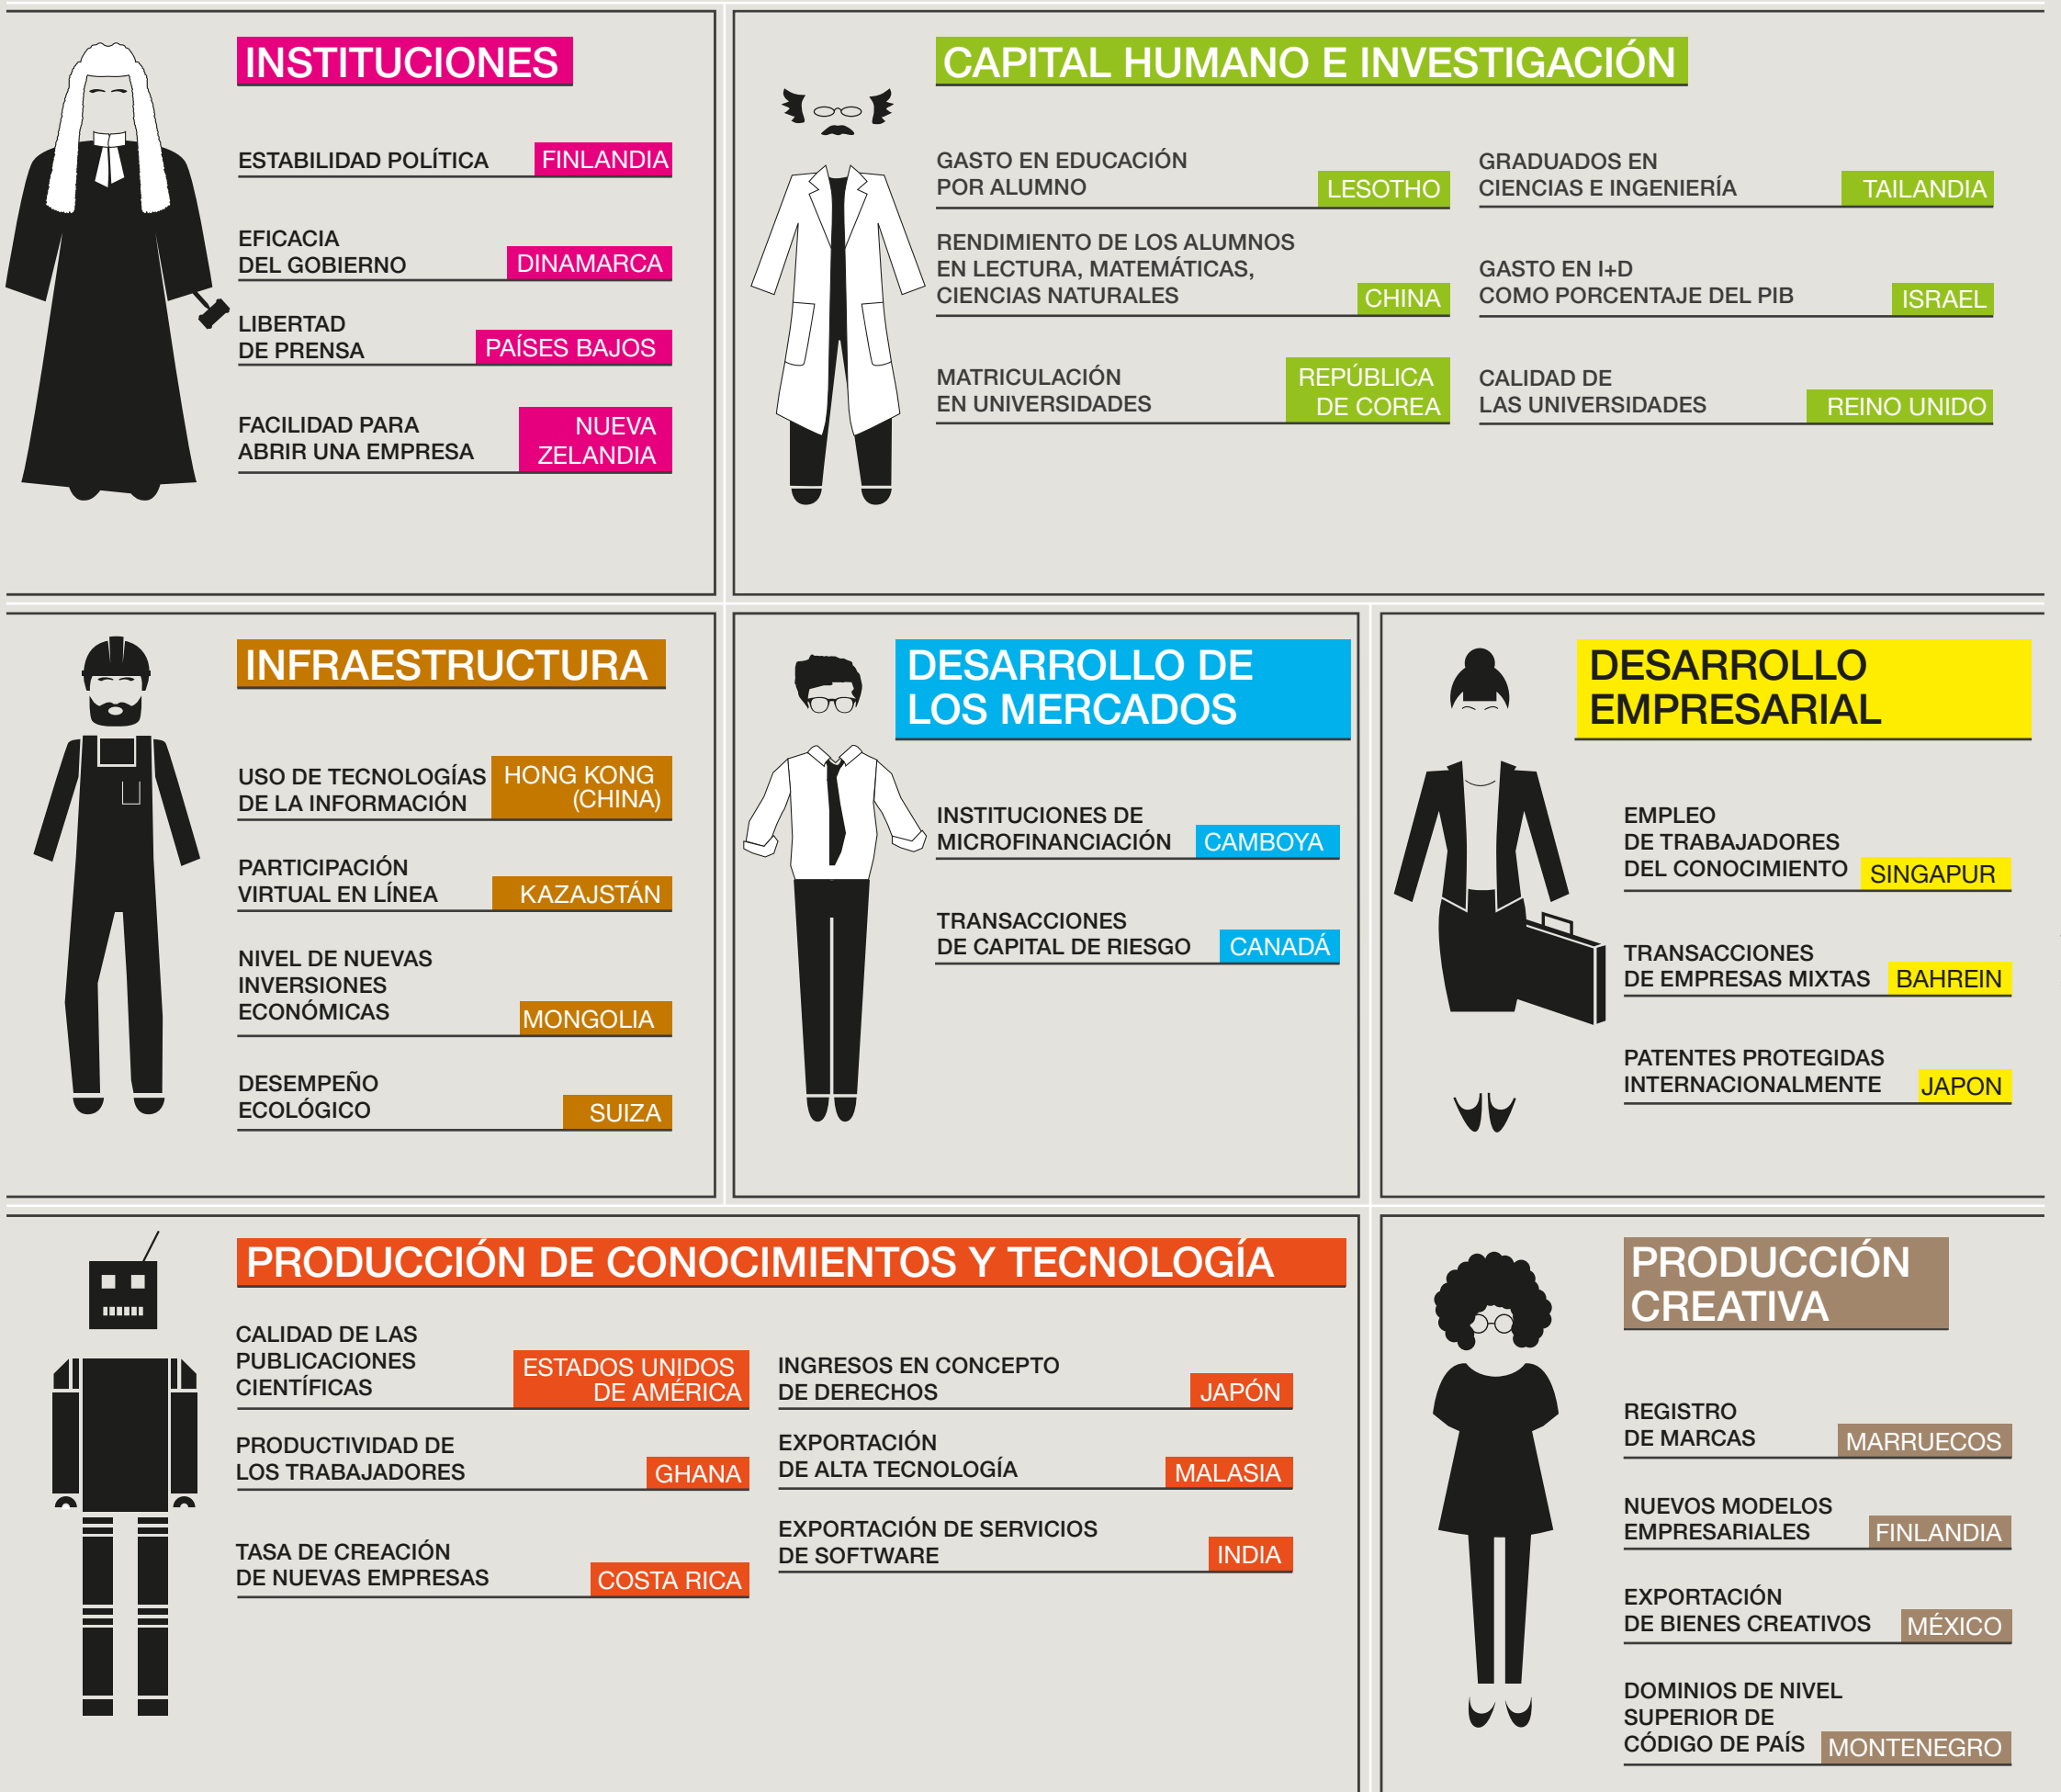 INSTITUCIONES
ESTABILIDAD POLÍTICA
FINLANDIA
EFICACIA
DEL GOBIERNO
DINAMARCA
LIBERTAD
DE PRENSA
PAÍSES BAJOS
FACILIDAD PARA
ABRIR UNA EMPRESA
NUEVA
ZELANDIA
CAPITAL HUMANO E INVESTIGACIÓN
GASTO EN EDUCACIÓN
POR ALUMNO
LESOTHO
RENDIMIENTO DE LOS ALUMNOS
EN LECTURA, MATEMÁTICAS,
CIENCIAS NATURALES
CHINA
MATRICULACIÓN
EN UNIVERSIDADES
REPÚBLICA
DE COREA
GRADUADOS EN
CIENCIAS E INGENIERÍA
TAILANDIA
GASTO EN I+D
COMO PORCENTAJE DEL PIB
ISRAEL
CALIDAD DE
LAS UNIVERSIDADES
REINO UNIDO
INFRAESTRUCTURA
USO DE TECNOLOGÍAS
DE LA INFORMACIÓN
HONG KONG
(CHINA)
PARTICIPACIÓN
VIRTUAL EN LÍNEA
KAZAJSTÁN
NIVEL DE NUEVAS
INVERSIONES
ECONÓMICAS
MONGOLIA
DESEMPEÑO
ECOLÓGICO
SUIZA
DESARROLLO DE
LOS MERCADOS
INSTITUCIONES DE
MICROFINANCIACIÓN
CAMBOYA
TRANSACCIONES
DE CAPITAL DE RIESGO
CANADÁ
DESARROLLO
EMPRESARIAL
EMPLEO
DE TRABAJADORES
DEL CONOCIMIENTO
SINGAPUR
TRANSACCIONES
DE EMPRESAS MIXTAS
BAHREIN
PATENTES PROTEGIDAS
INTERNACIONALMENTE
JAPON
PRODUCCIÓN DE CONOCIMIENTOS Y TECNOLOGÍA
CALIDAD DE LAS
PUBLICACIONES
CIENTÍFICAS
ESTADOS UNIDOS
DE AMÉRICA
PRODUCTIVIDAD DE
LOS TRABAJADORES
GHANA
TASA DE CREACIÓN
DE NUEVAS EMPRESAS
COSTA RICA
INGRESOS EN CONCEPTO
DE DERECHOS
JAPÓN
EXPORTACIÓN
DE ALTA TECNOLOGÍA
MALASIA
EXPORTACIÓN DE SERVICIOS
DE SOFTWARE
INDIA
PRODUCCIÓN
CREATIVA
REGISTRO
DE MARCAS
MARRUECOS
NUEVOS MODELOS
EMPRESARIALES
FINLANDIA
EXPORTACIÓN
DE BIENES CREATIVOS
MÉXICO
DOMINIOS DE NIVEL
SUPERIOR DE
CÓDIGO DE PAÍS
MONTENEGRO